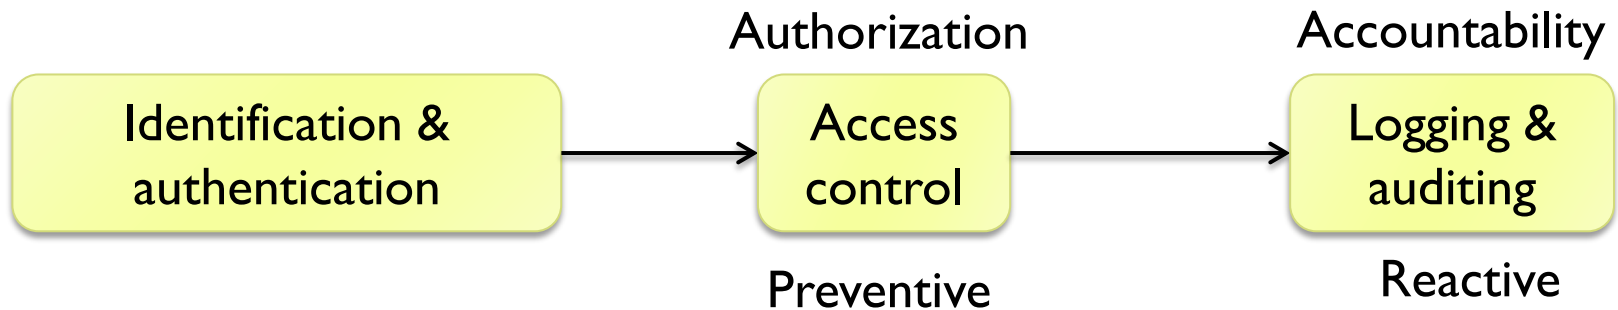 Authorization
Accountability
Identification &
authentication
Access
control
Logging &
auditing
Preventive
Reactive